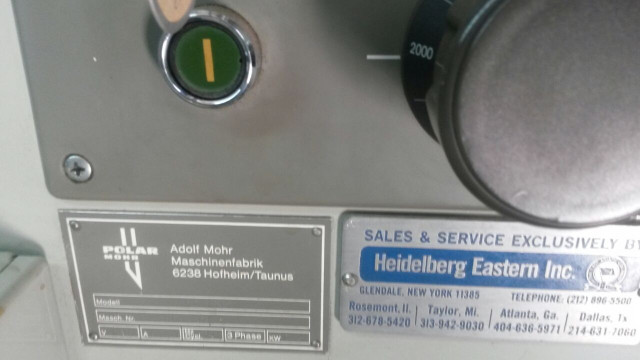 2000
POLAR
MOHR
Adolf Mohr
Maschinenfabrik
6238 Hofheim/Taunus
Modell
Masch. Nr.
V A 3 Phase KW
SALES & SERVICE EXCLUSIVELY BY
Heidelberg Eastern Inc.
GLENDALE, NEW YORK 11385 TELEPHONE: (212) 896-5500
Rosemont, Il. Taylor, Mi. Atlanta, Ga. Dallas, Tx
312-678-5420 313-942-9030 404-636-5971 214-631-7060